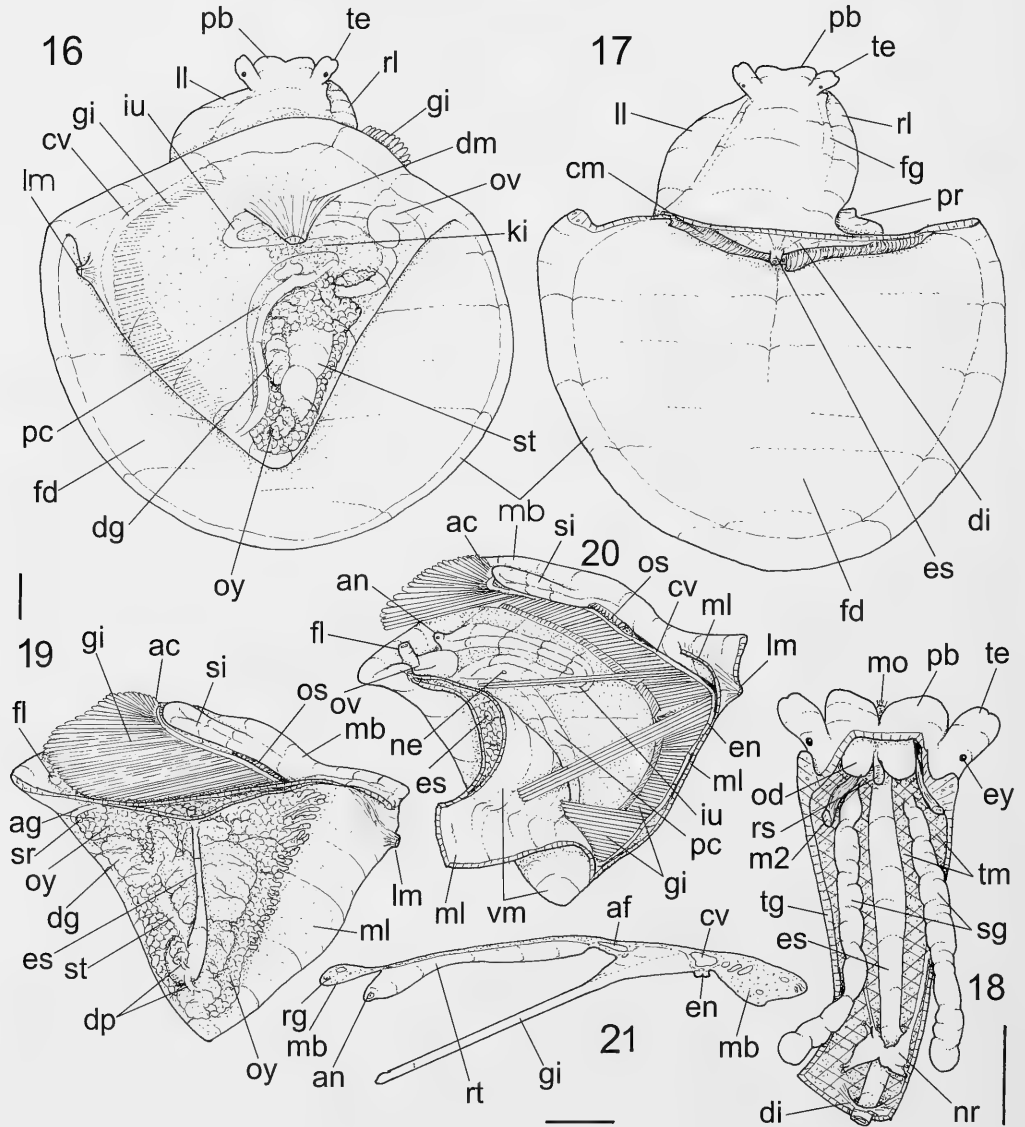 16
pb
te
ll
rl
iu
gi
gi
cv
dm
lm
ov
ki
pc
st
fd
dg
oy
17
pb
te
ll
rl
fg
cm
pr
di
es
fd
mb
20
ac
si
os
cv
ml
lm
an
fl
ov
ne
es
en
ml
iu
pc
gi
ml
vm
19
gi
ac
si
fl
os
mb
ag
sr
oy
dg
lm
es
st
ml
dp
oy
mo
pb
te
od
ey
rs
m2
tm
tg
sg
es
18
di
nr
af
cv
rg
mb
an
rt
gi
21
en
mb